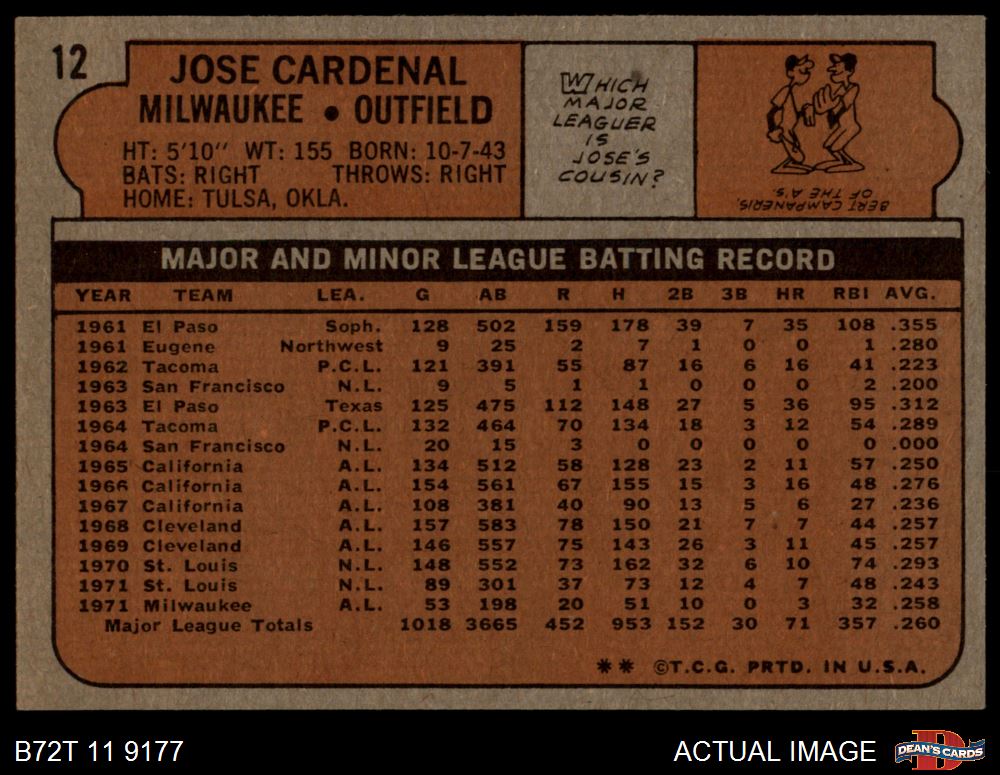 12
JOSE CARDENAL
MILWAUKEE • OUTFIELD
HT: 5'10" WT: 155 BORN: 10-7-43
BATS: RIGHT THROWS: RIGHT
HOME: TULSA, OKLA.
WHICH
MAJOR
LEAGUER
IS
JOSE'S
COUSIN?
BERT CAMPANERIS,
OF THE A'S.
MAJOR AND MINOR LEAGUE BATTING RECORD
YEAR TEAM LEA. G AB R H 2B 3B HR RBI AVG.
1961 El Paso Soph. 128 502 159 178 39 7 35 108 .355
1961 Eugene Northwest 9 25 2 7 1 0 0 1 .280
1962 Tacoma P.C.L. 121 391 55 87 16 6 16 41 .223
1963 San Francisco N.L. 9 5 1 1 0 0 0 2 .200
1963 El Paso Texas 125 475 112 148 27 5 36 95 .312
1964 Tacoma P.C.L. 132 464 70 134 18 3 12 54 .289
1964 San Francisco N.L. 20 15 3 0 0 0 0 0 .000
1965 California A.L. 134 512 58 128 23 2 11 57 .250
1966 California A.L. 154 561 67 155 15 3 16 48 .276
1967 California A.L. 108 381 40 90 13 5 6 27 .236
1968 Cleveland A.L. 157 583 78 150 21 7 7 44 .257
1969 Cleveland A.L. 146 557 75 143 26 3 11 45 .257
1970 St. Louis N.L. 148 552 73 162 32 6 10 74 .293
1971 St. Louis N.L. 89 301 37 73 12 4 7 48 .243
1971 Milwaukee A.L. 53 198 20 51 10 0 3 32 .258
Major League Totals 1018 3665 452 953 152 30 71 357 .260
** ©T.C.G. PRTD. IN U.S.A.
B72T 11 9177
ACTUAL IMAGE
D
DEAN'S CARDS